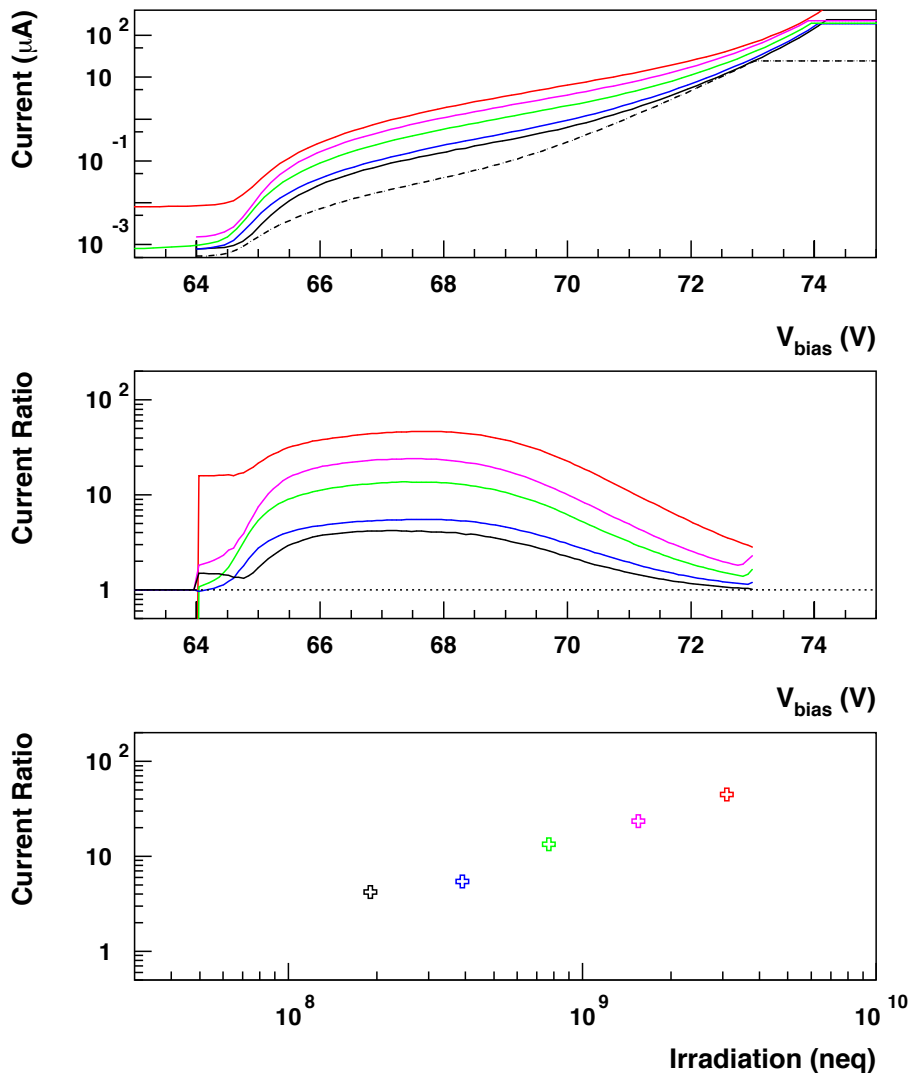 Current (μA)
10 ²
10
10 ⁻¹
10 ⁻³
64 66 68 70 72 74
V_bias (V)
Current Ratio
10 ²
10
1
64 66 68 70 72 74
V_bias (V)
Current Ratio
10 ²
10
1
10 ⁸ 10 ⁹ 10 ¹⁰
Irradiation (neq)